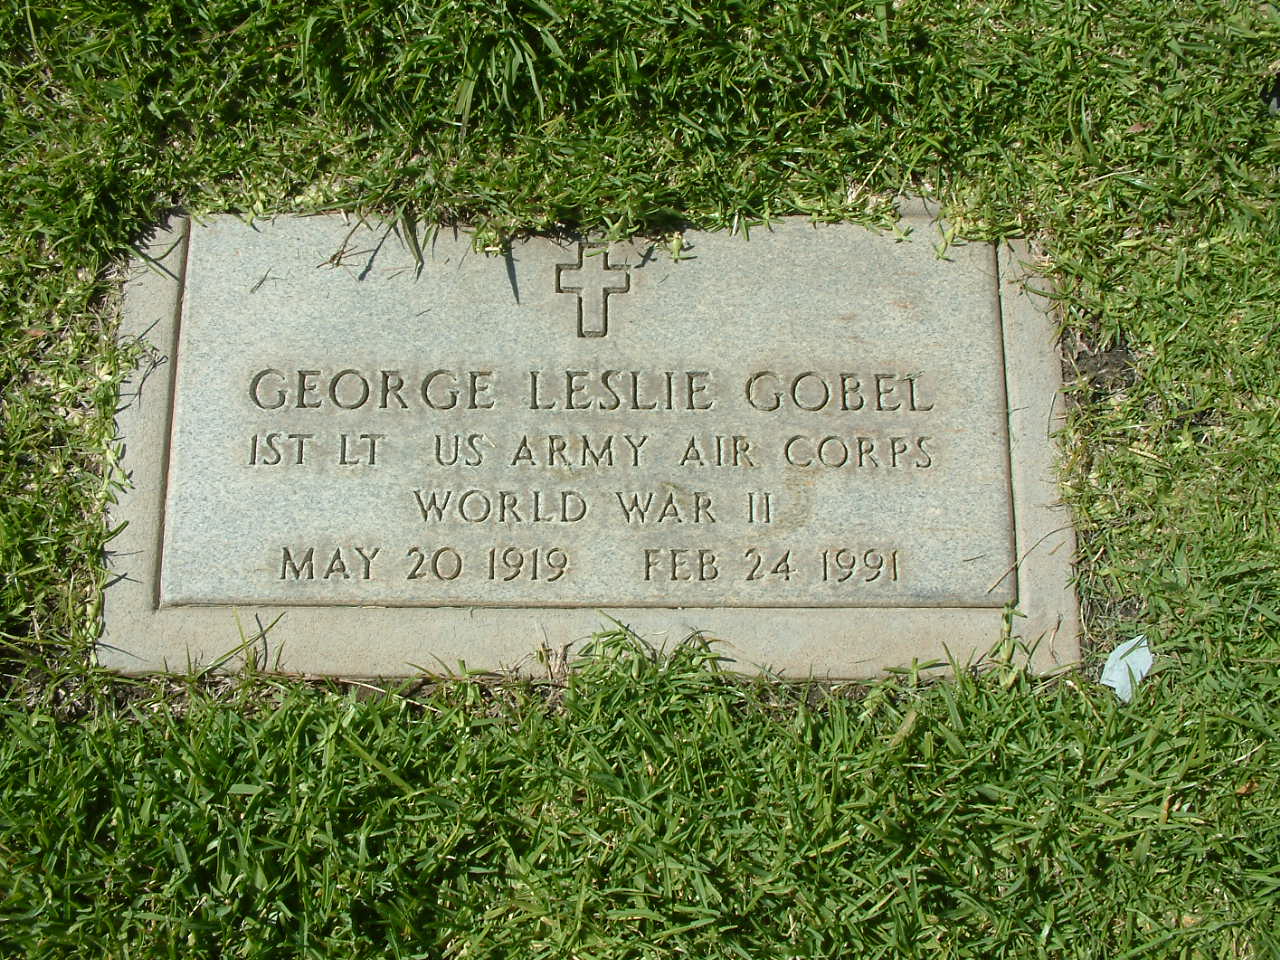 GEORGE LESLIE GOBEL
1ST LT US ARMY AIR CORPS
WORLD WAR II
MAY 20 1919 FEB 24 1991